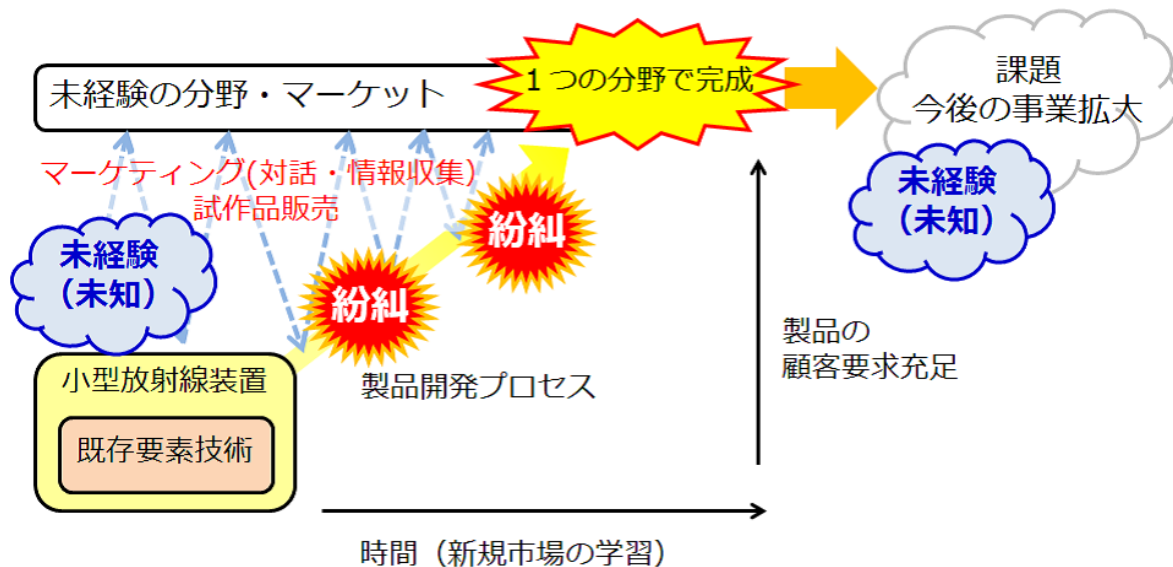 1つの分野で完成
未経験の分野・マーケット
課題
今後の事業拡大
マーケティング(対話・情報収集)
試作品販売
未経験
(未知)
未経験
(未知)
紛糾
紛糾
小型放射線装置
既存要素技術
製品開発プロセス
製品の
顧客要求充足
時間(新規市場の学習)